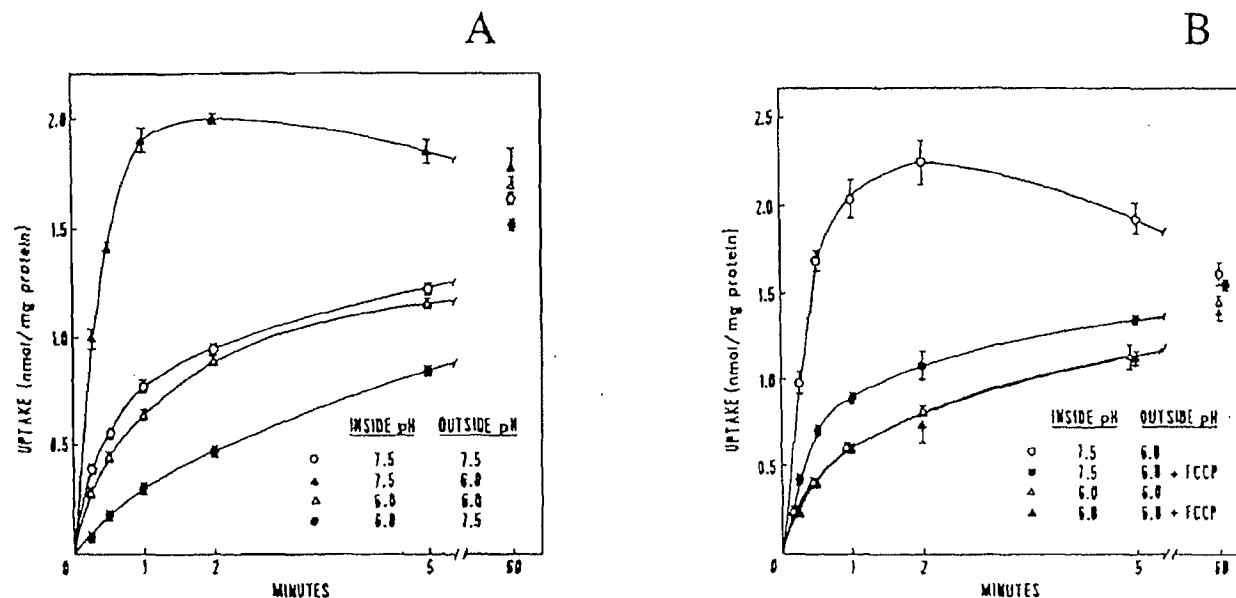 A
2.0
1.5
1.0
0.5
UPTAKE (nmol/mg protein)
INSIDE pH OUTSIDE pH
7.5 7.5
7.5 6.0
6.0 6.0
6.0 7.5
0 1 2 5 60
MINUTES
B
2.5
2.0
1.5
1.0
0.5
UPTAKE (nmol/mg protein)
INSIDE pH OUTSIDE pH
7.5 6.0
7.5 6.0 + FCCP
6.0 6.0
6.0 6.0 + FCCP
0 1 2 5 60
MINUTES